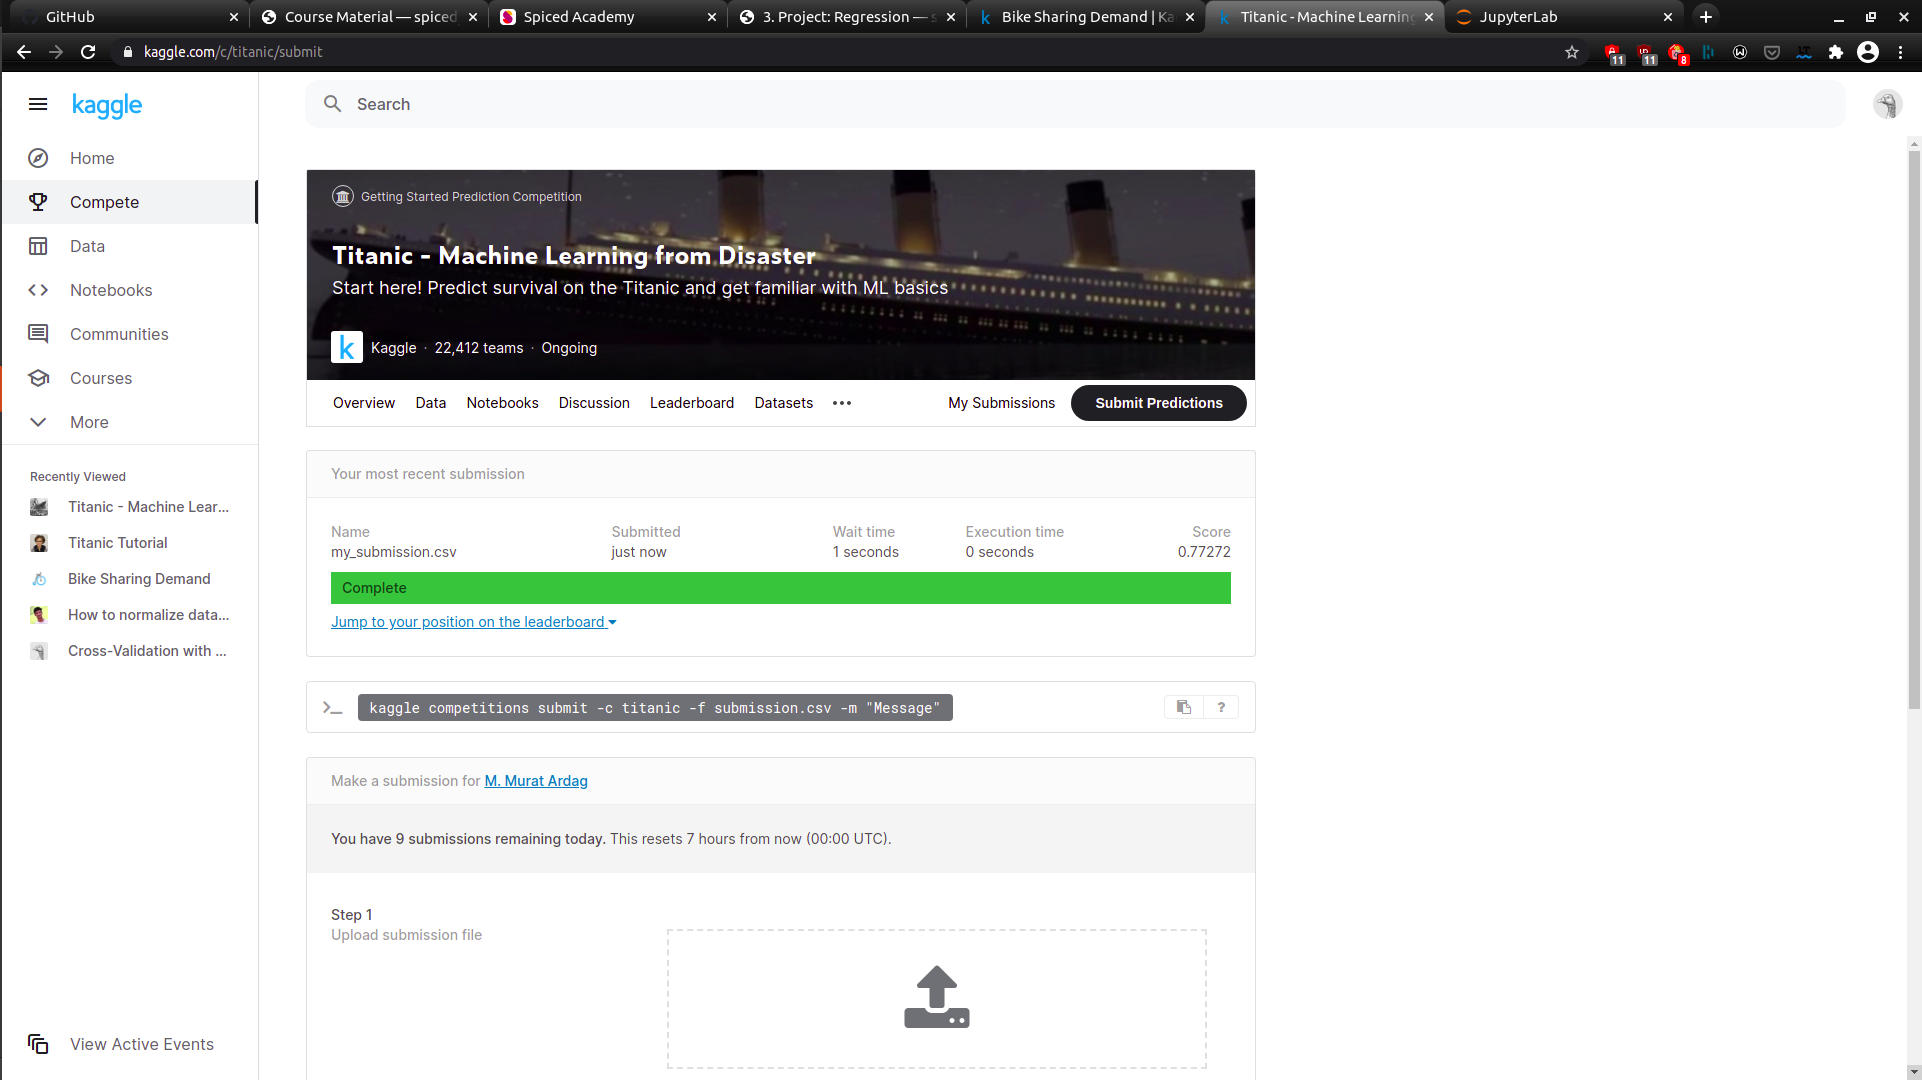 GitHub
Course Material — spiced
Spiced Academy
3. Project: Regression — s
Bike Sharing Demand | Ka
Titanic - Machine Learning
JupyterLab
kaggle.com/c/titanic/submit
11
11
8
kaggle
Search
Home
Compete
Data
Notebooks
Communities
Courses
More
Recently Viewed
Titanic - Machine Lear...
Titanic Tutorial
Bike Sharing Demand
How to normalize data...
Cross-Validation with ...
View Active Events
Getting Started Prediction Competition
Titanic - Machine Learning from Disaster
Start here! Predict survival on the Titanic and get familiar with ML basics
k Kaggle · 22,412 teams · Ongoing
Overview Data Notebooks Discussion Leaderboard Datasets ••• My Submissions Submit Predictions
Your most recent submission
Name Submitted Wait time Execution time Score
my_submission.csv just now 1 seconds 0 seconds 0.77272
Complete
Jump to your position on the leaderboard
kaggle competitions submit -c titanic -f submission.csv -m "Message" ?
Make a submission for M. Murat Ardag
You have 9 submissions remaining today. This resets 7 hours from now (00:00 UTC).
Step 1
Upload submission file